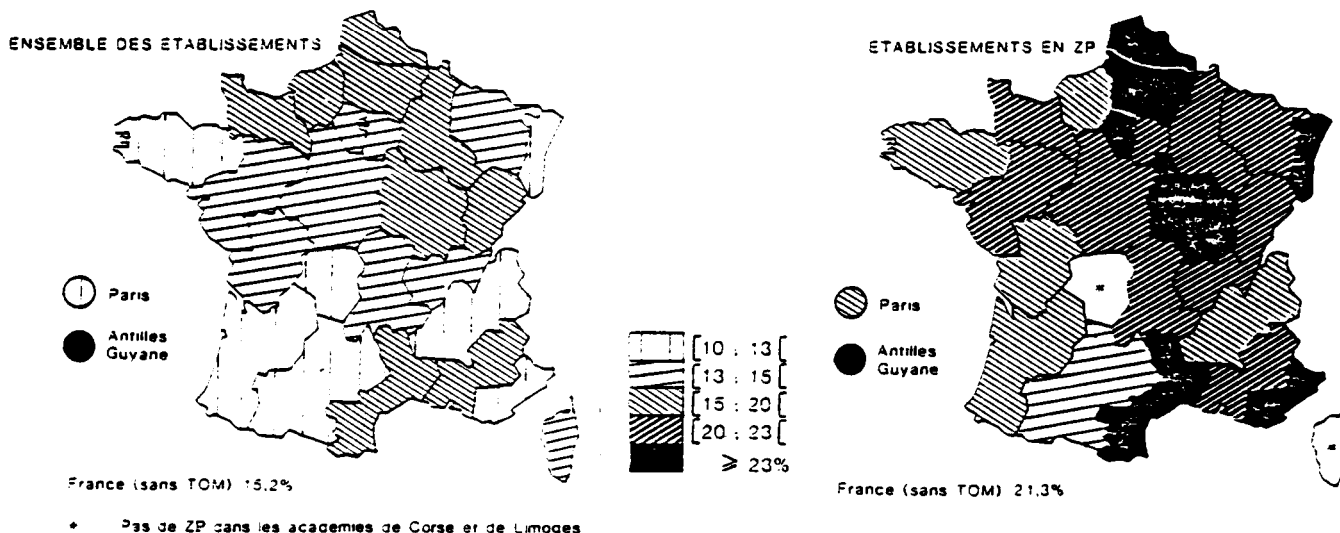 ENSEMBLE DES ETABLISSEMENTS
Paris
Antilles
Guyane
France (sans TOM) 15,2%
* Pas de ZP dans les academies de Corse et de Limoges
[10 : 13[
[13 : 15[
[15 : 20[
[20 : 23[
⩾ 23%
ETABLISSEMENTS EN ZP
*
Paris
Antilles
Guyane
*
France (sans TOM) 21,3%